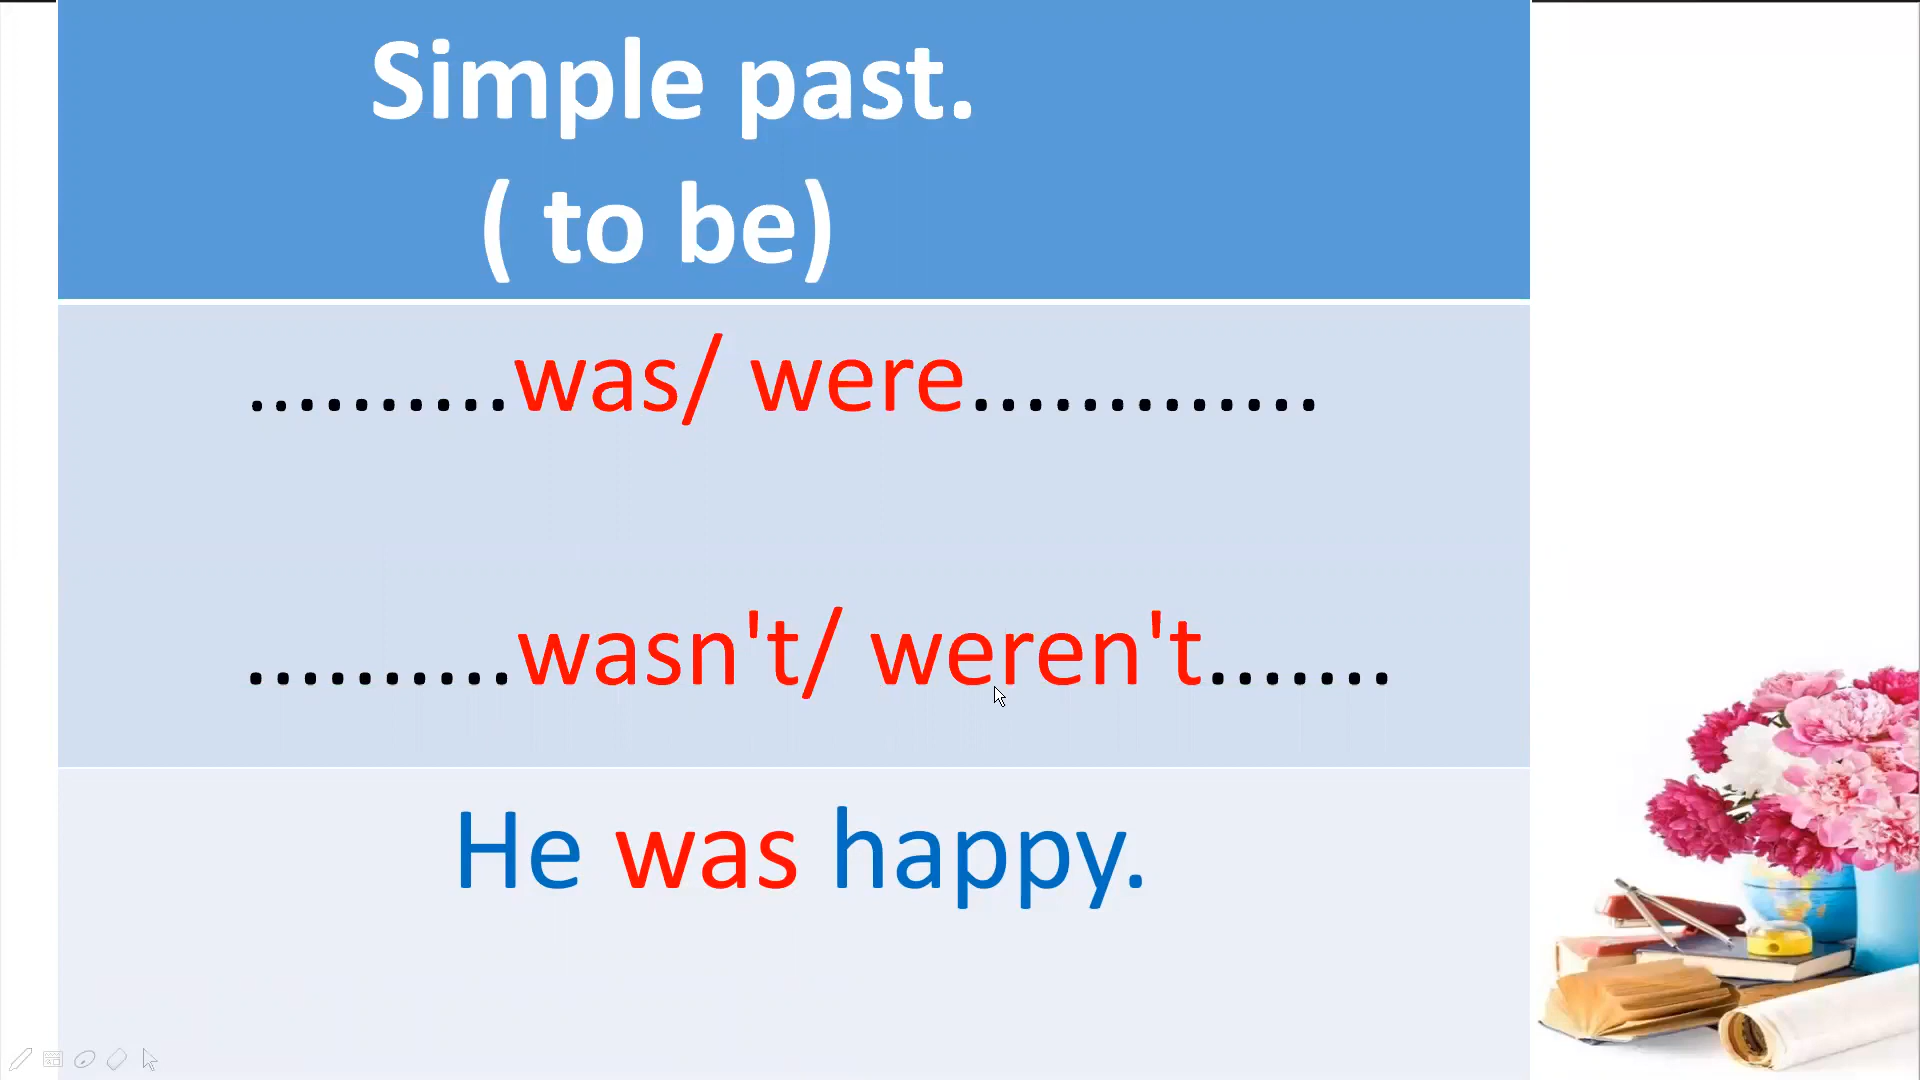 Simple past.
( to be)
..........was/ were.............
..........wasn't/ weren't.......
He was happy.